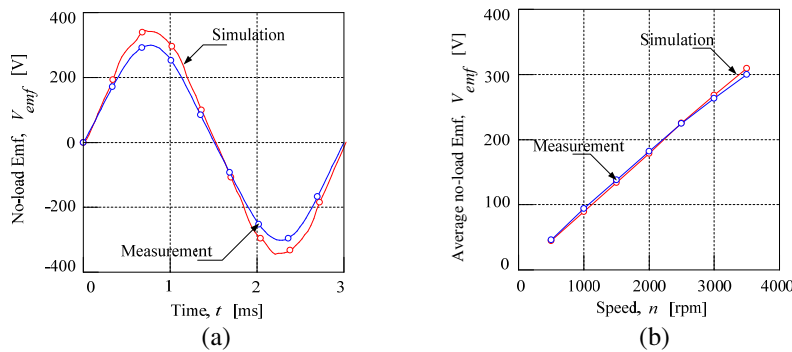 400
200
0
-200
-400
No-load Emf, V_emf [V]
Simulation
Measurement
0 1 2 3
Time, t [ms]
(a)
400
300
200
100
0
Average no-load Emf, V_emf [V]
Simulation
Measurement
0 1000 2000 3000 4000
Speed, n [rpm]
(b)